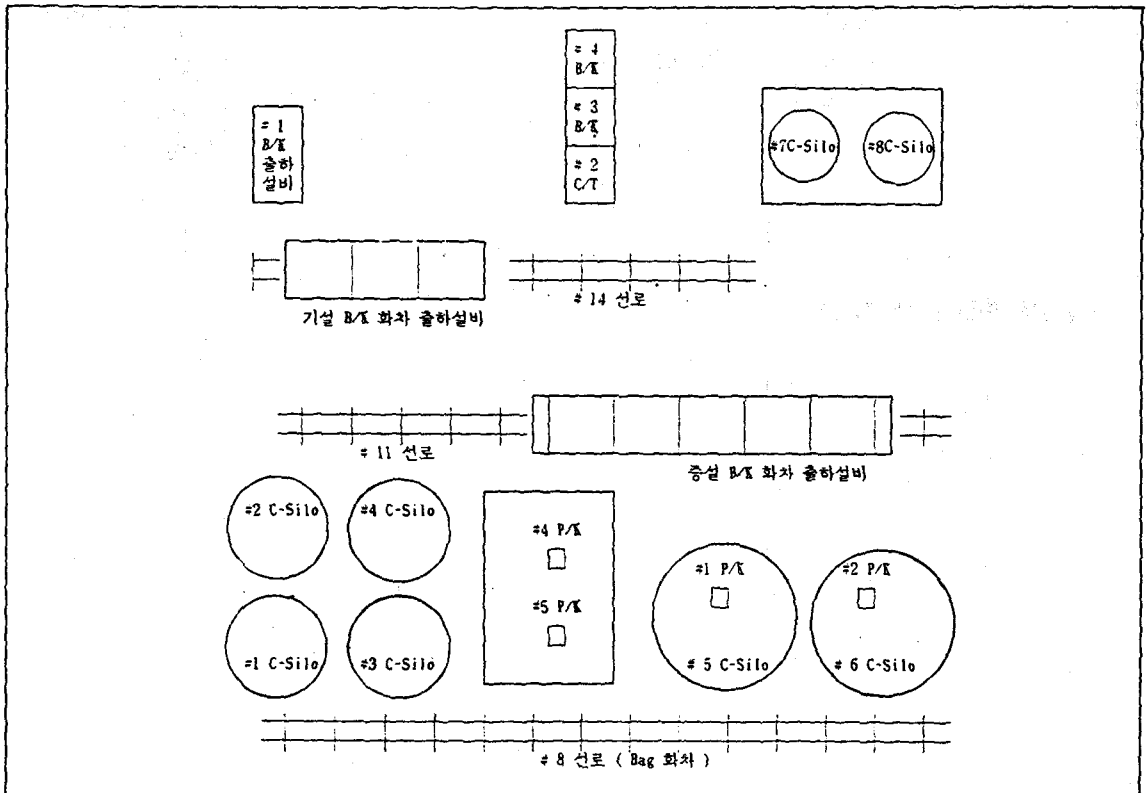 # 4
B/K
# 3
B/K
# 2
C/T
# 1
B/K
출하
설비
#7C-Silo
#8C-Silo
# 14 선로
기설 B/K 화차 출하설비
# 11 선로
증설 B/K 화차 출하설비
#2 C-Silo
#4 C-Silo
#4 P/K
#1 P/K
#2 P/K
#5 P/K
#1 C-Silo
#3 C-Silo
# 5 C-Silo
# 6 C-Silo
# 8 선로 ( Bag 화차 )